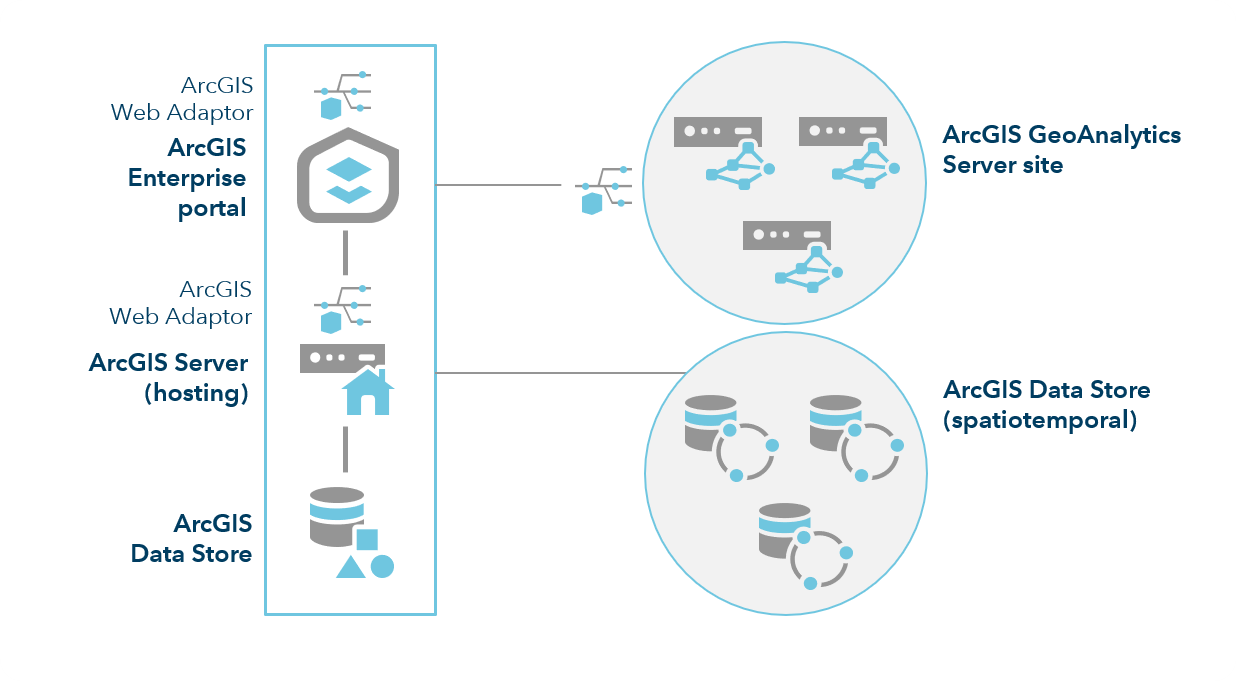 ArcGIS
Web Adaptor
ArcGIS
Enterprise
portal
ArcGIS
Web Adaptor
ArcGIS Server
(hosting)
ArcGIS
Data Store
ArcGIS GeoAnalytics
Server site
ArcGIS Data Store
(spatiotemporal)